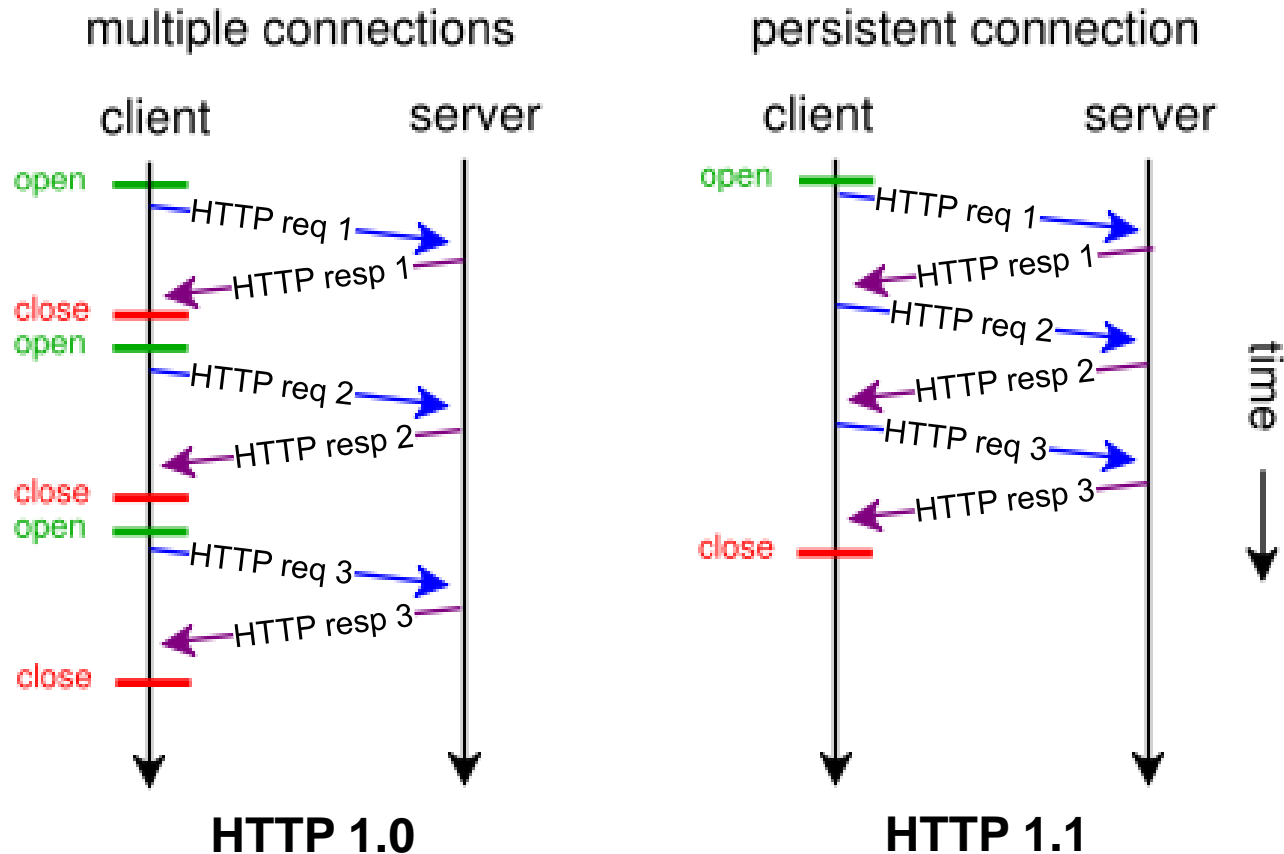 multiple connections
client
server
open
HTTP req 1
HTTP resp 1
close
open
HTTP req 2
HTTP resp 2
close
open
HTTP req 3
HTTP resp 3
close
HTTP 1.0
persistent connection
client
server
open
HTTP req 1
HTTP resp 1
HTTP req 2
HTTP resp 2
HTTP req 3
HTTP resp 3
close
HTTP 1.1
time